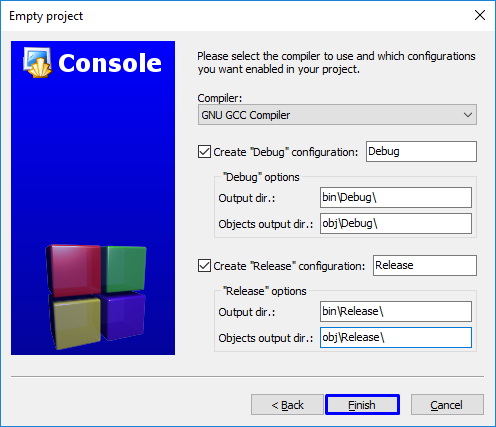 Empty project
Console
Please select the compiler to use and which configurations
you want enabled in your project.
Compiler:
GNU GCC Compiler
Create "Debug" configuration: Debug
"Debug" options
Output dir.: bin\Debug\
Objects output dir.: obj\Debug\
Create "Release" configuration: Release
"Release" options
Output dir.: bin\Release\
Objects output dir.: obj\Release\
< Back Finish Cancel